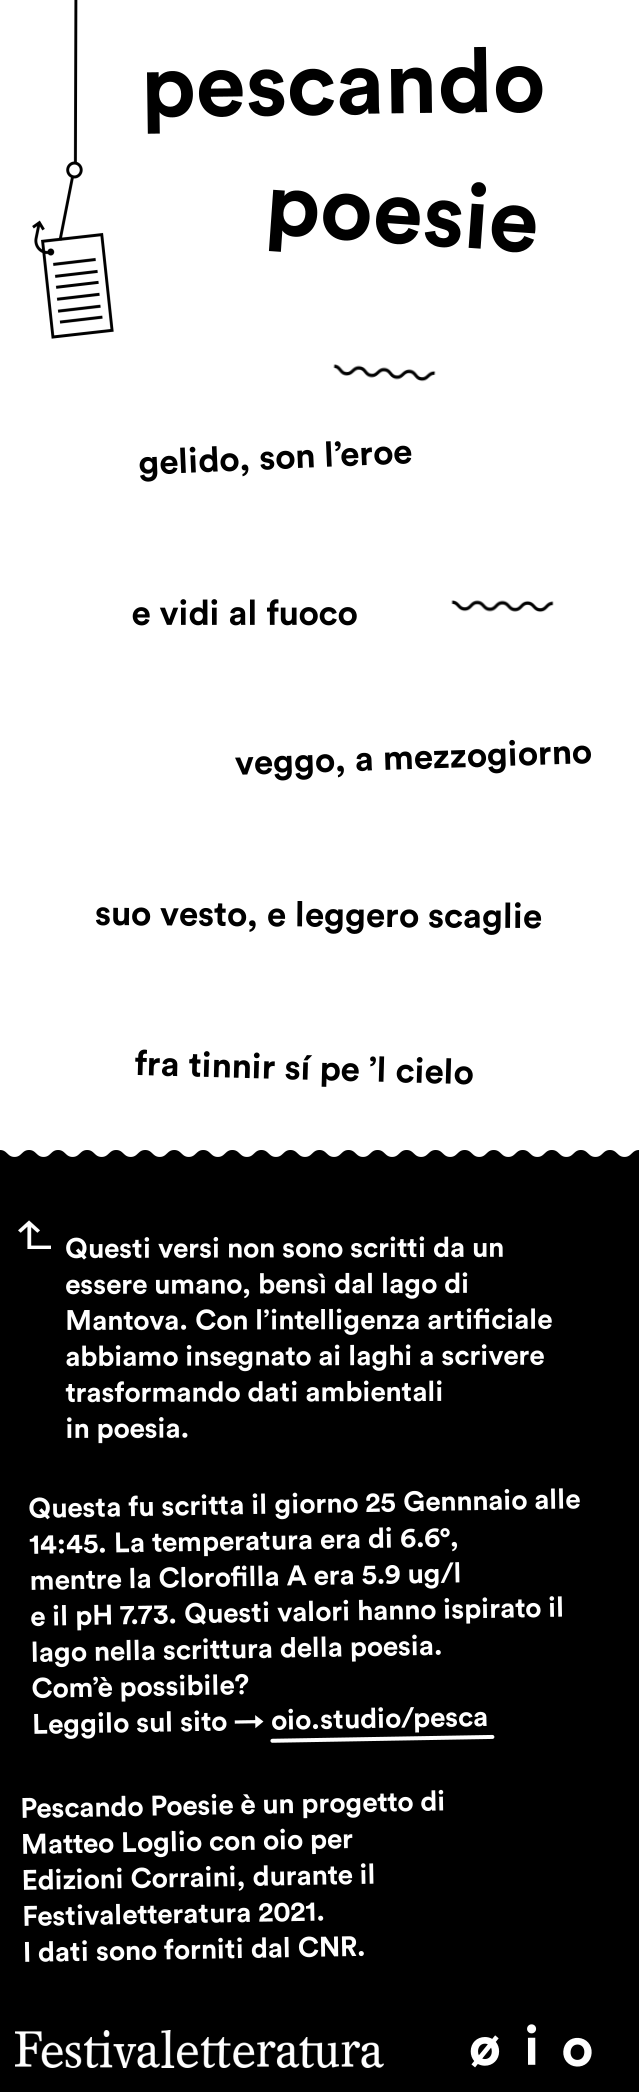 pescando
poesie
gelido, son l’eroe
e vidi al fuoco
veggo, a mezzogiorno
suo vesto, e leggero scaglie
fra tinnir sí pe ’l cielo
Questi versi non sono scritti da un
essere umano, bensì dal lago di
Mantova. Con l’intelligenza artificiale
abbiamo insegnato ai laghi a scrivere
trasformando dati ambientali
in poesia.
Questa fu scritta il giorno 25 Gennnaio alle
14:45. La temperatura era di 6.6°,
mentre la Clorofilla A era 5.9 ug/l
e il pH 7.73. Questi valori hanno ispirato il
lago nella scrittura della poesia.
Com’è possibile?
Leggilo sul sito → oio.studio/pesca
Pescando Poesie è un progetto di
Matteo Loglio con oio per
Edizioni Corraini, durante il
Festivaletteratura 2021.
I dati sono forniti dal CNR.
Festivaletteratura ø i o